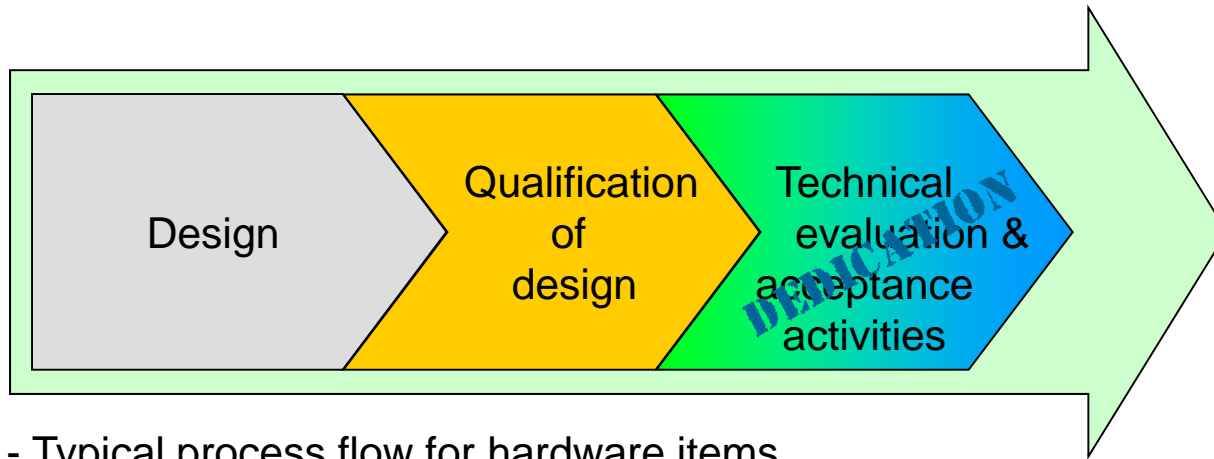 Design
Qualification
of
design
Technical
evaluation &
acceptance
activities
DEDICATION
- Typical process flow for hardware items